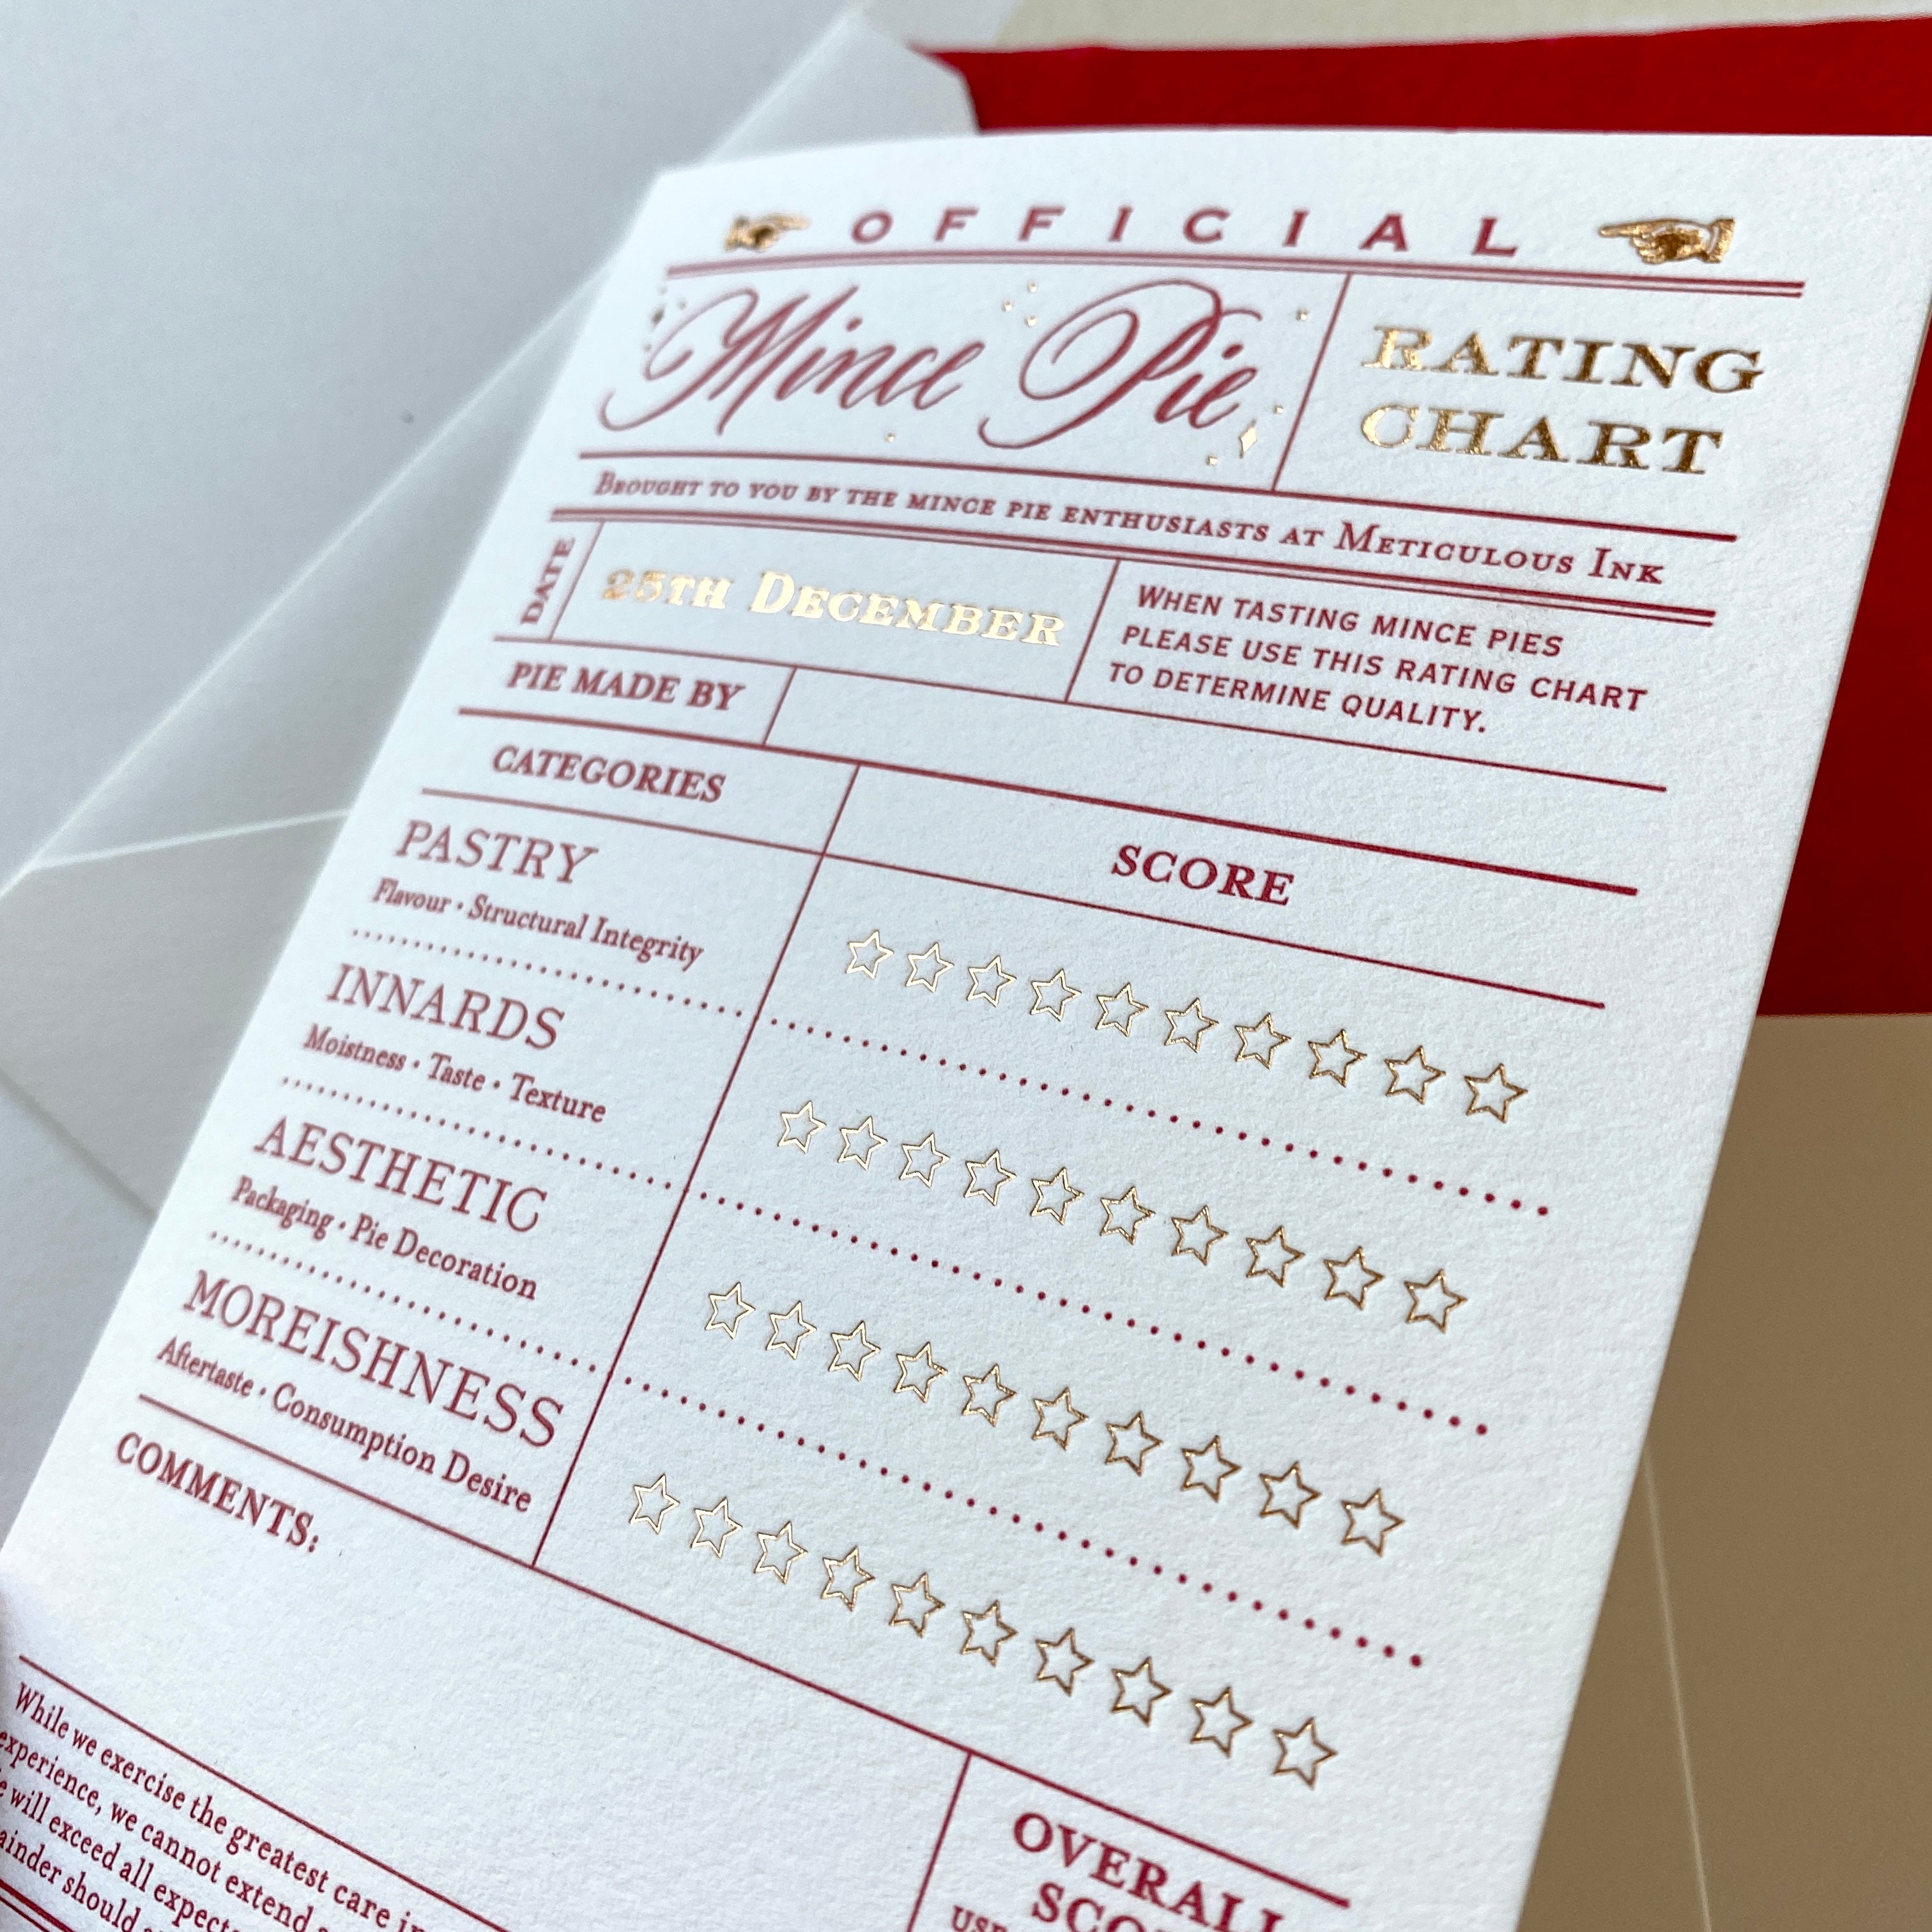 OFFICIAL
Mince Pie
RATING
CHART
BROUGHT TO YOU BY THE MINCE PIE ENTHUSIASTS AT METICULOUS INK
DATE
25TH DECEMBER
WHEN TASTING MINCE PIES
PLEASE USE THIS RATING CHART
TO DETERMINE QUALITY.
PIE MADE BY
CATEGORIES
SCORE
PASTRY
Flavour • Structural Integrity
INNARDS
Moistness • Taste • Texture
AESTHETIC
Packaging • Pie Decoration
MOREISHNESS
Aftertaste • Consumption Desire
COMMENTS:
While we exercise the greatest care in
experience, we cannot extend
will exceed all
should
OVERALL